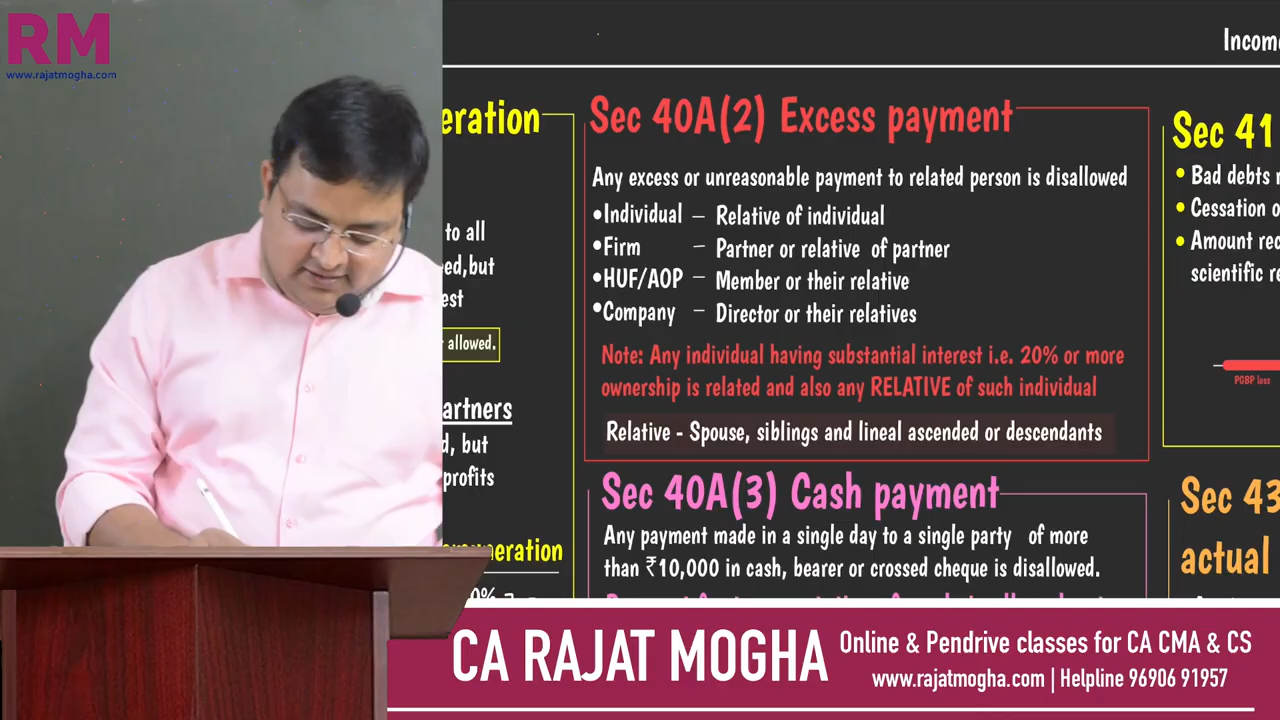 RM
www.rajatmogha.com
Income
eration
to all
ed,but
est
allowed.
artners
d, but
profits
muneration
Sec 40A(2) Excess payment
Any excess or unreasonable payment to related person is disallowed
•Individual – Relative of individual
•Firm – Partner or relative of partner
•HUF/AOP – Member or their relative
•Company – Director or their relatives
Note: Any individual having substantial interest i.e. 20% or more
ownership is related and also any RELATIVE of such individual
Relative - Spouse, siblings and lineal ascended or descendants
Sec 40A(3) Cash payment
Any payment made in a single day to a single party of more
than ₹10,000 in cash, bearer or crossed cheque is disallowed.
Sec 41
• Bad debts
• Cessation o
• Amount rec
scientific re
PGBP loss
Sec 43
actual
CA RAJAT MOGHA
Online & Pendrive classes for CA CMA & CS
www.rajatmogha.com | Helpline 96906 91957